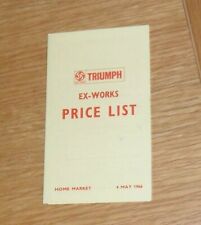 TRIUMPH
EX-WORKS
PRICE LIST
HOME MARKET 4 MAY 1966